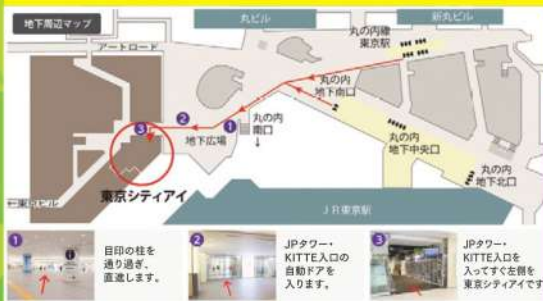 地下周辺マップ
丸ビル
新丸ビル
アートロード
丸の内線
東京駅
丸の内
地下南口
丸の内
南口
↓
地下広場
丸の内
地下中央口
丸の内
地下北口
3
2
1
東京シティアイ
JR東京駅
1
目印の柱を
通り過ぎ、
直進します。
2
JPタワー・
KITTE入口の
自動ドアを
入ります。
3
JPタワー・
KITTE入口を
入ってすぐ左側を
東京シティアイです